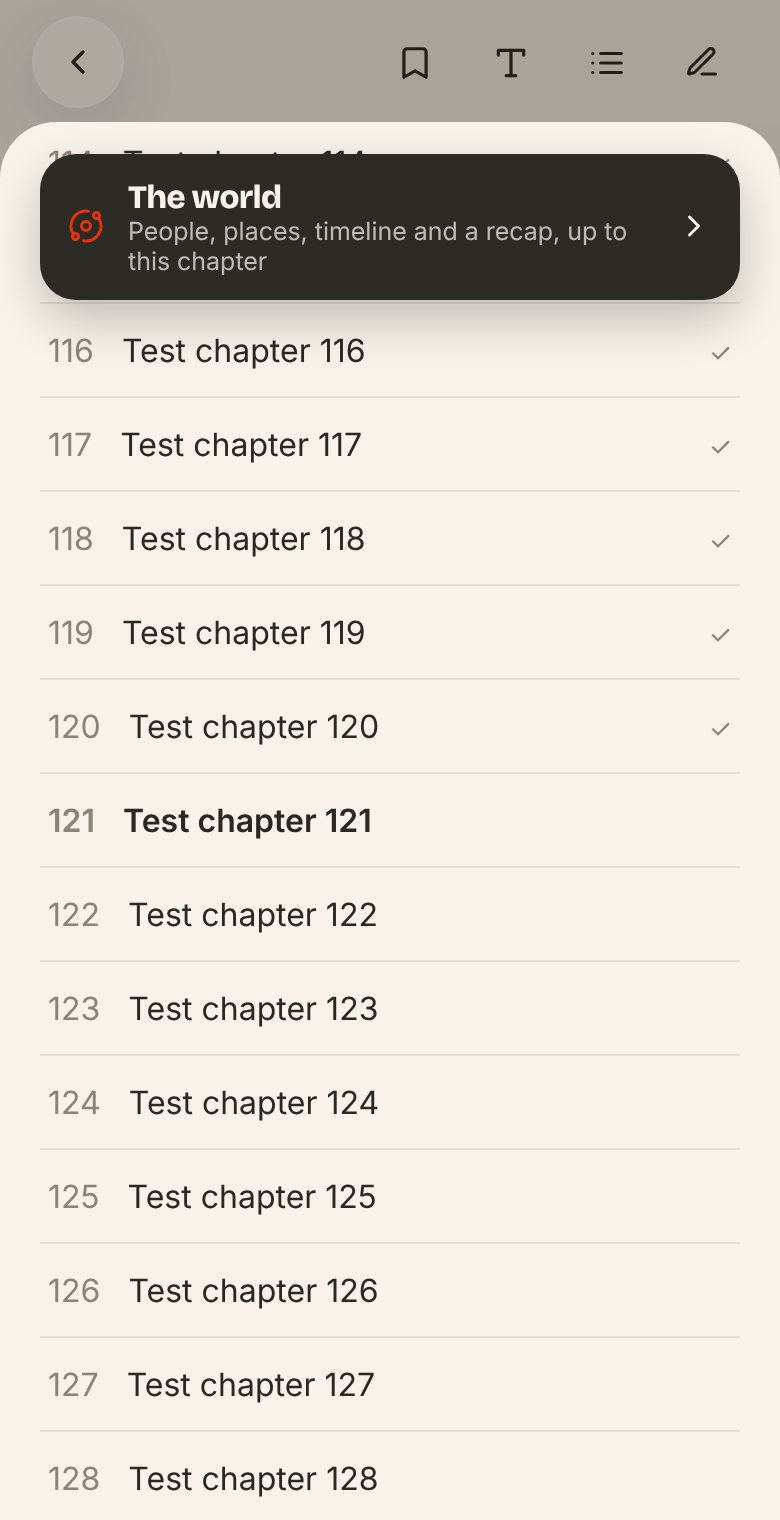 The world
People, places, timeline and a recap, up to
this chapter
116 Test chapter 116
117 Test chapter 117
118 Test chapter 118
119 Test chapter 119
120 Test chapter 120
121 Test chapter 121
122 Test chapter 122
123 Test chapter 123
124 Test chapter 124
125 Test chapter 125
126 Test chapter 126
127 Test chapter 127
128 Test chapter 128